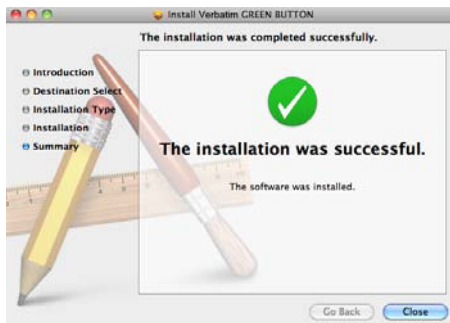 Install Verbatim GREEN BUTTON
The installation was completed successfully.
Introduction
Destination Select
Installation Type
Installation
Summary
The installation was successful.
The software was installed.
Go Back
Close